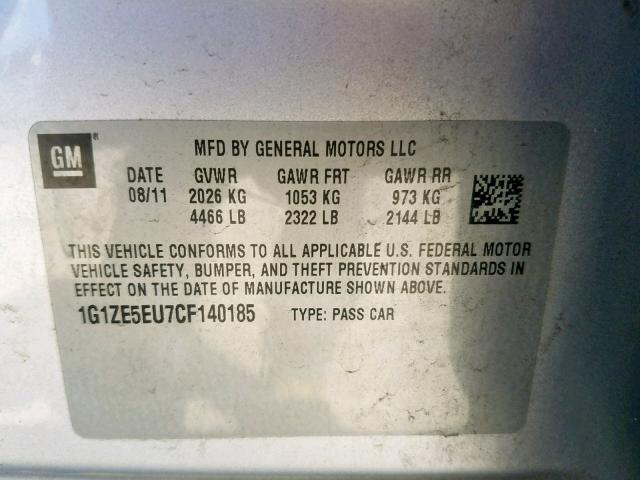 GM®
MFD BY GENERAL MOTORS LLC
DATE GVWR GAWR FRT GAWR RR
08/11 2026 KG 1053 KG 973 KG
4466 LB 2322 LB 2144 LB
THIS VEHICLE CONFORMS TO ALL APPLICABLE U.S. FEDERAL MOTOR
VEHICLE SAFETY, BUMPER, AND THEFT PREVENTION STANDARDS IN
EFFECT ON THE DATE OF MANUFACTURE SHOWN ABOVE.
1G1ZE5EU7CF140185 TYPE: PASS CAR